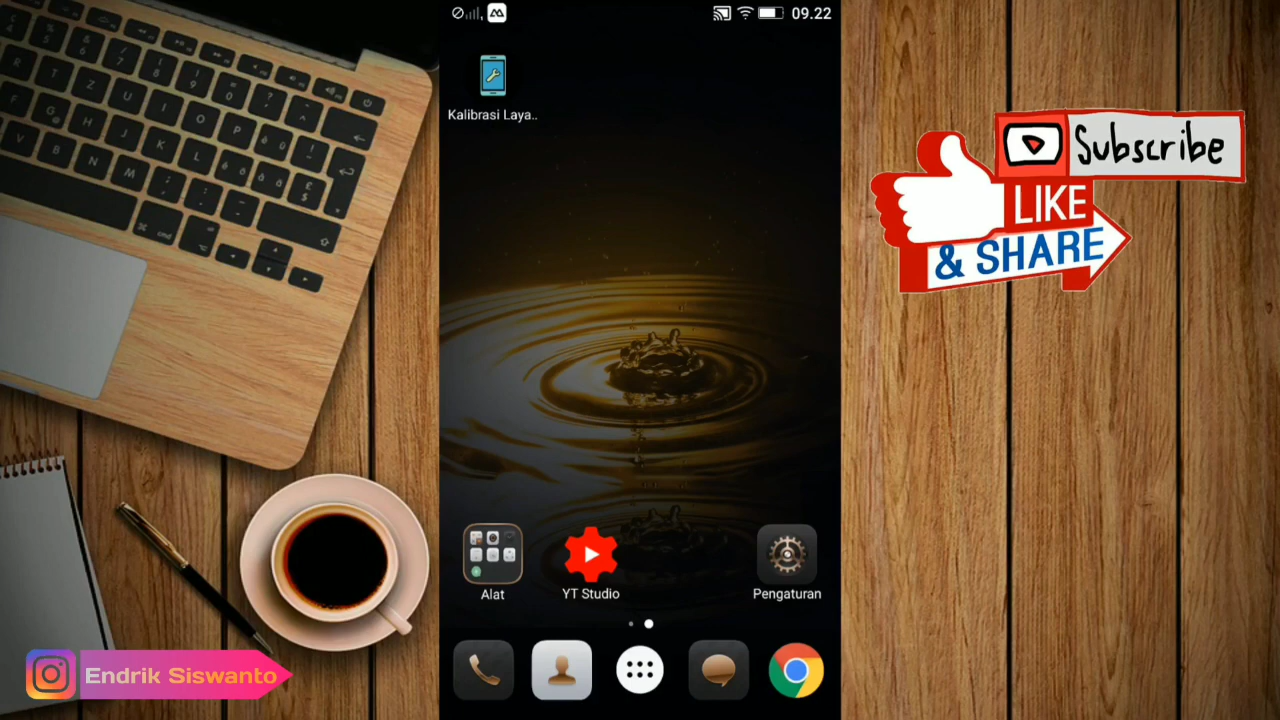 09.22
Kalibrasi Laya..
Subscribe
LIKE
& SHARE
Alat
YT Studio
Pengaturan
Endrik Siswanto